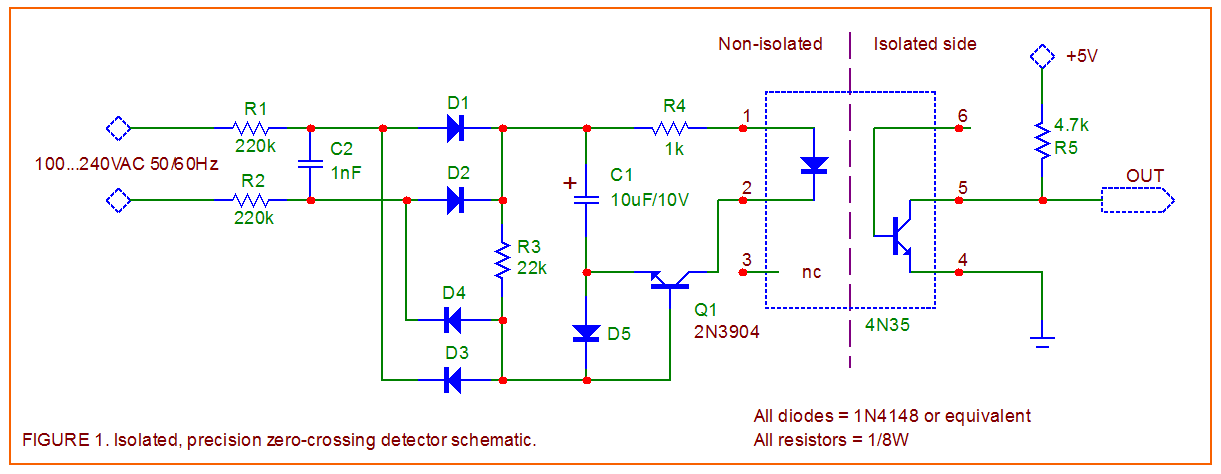 Non-isolated
Isolated side
+5V
R1
220k
100...240VAC 50/60Hz
R2
220k
C2
1nF
D1
D2
R3
22k
D4
D3
C1
+
10uF/10V
D5
R4
1k
1
2
3
nc
Q1
2N3904
6
5
4
4N35
4.7k
R5
OUT
All diodes = 1N4148 or equivalent
All resistors = 1/8W
FIGURE 1. Isolated, precision zero-crossing detector schematic.